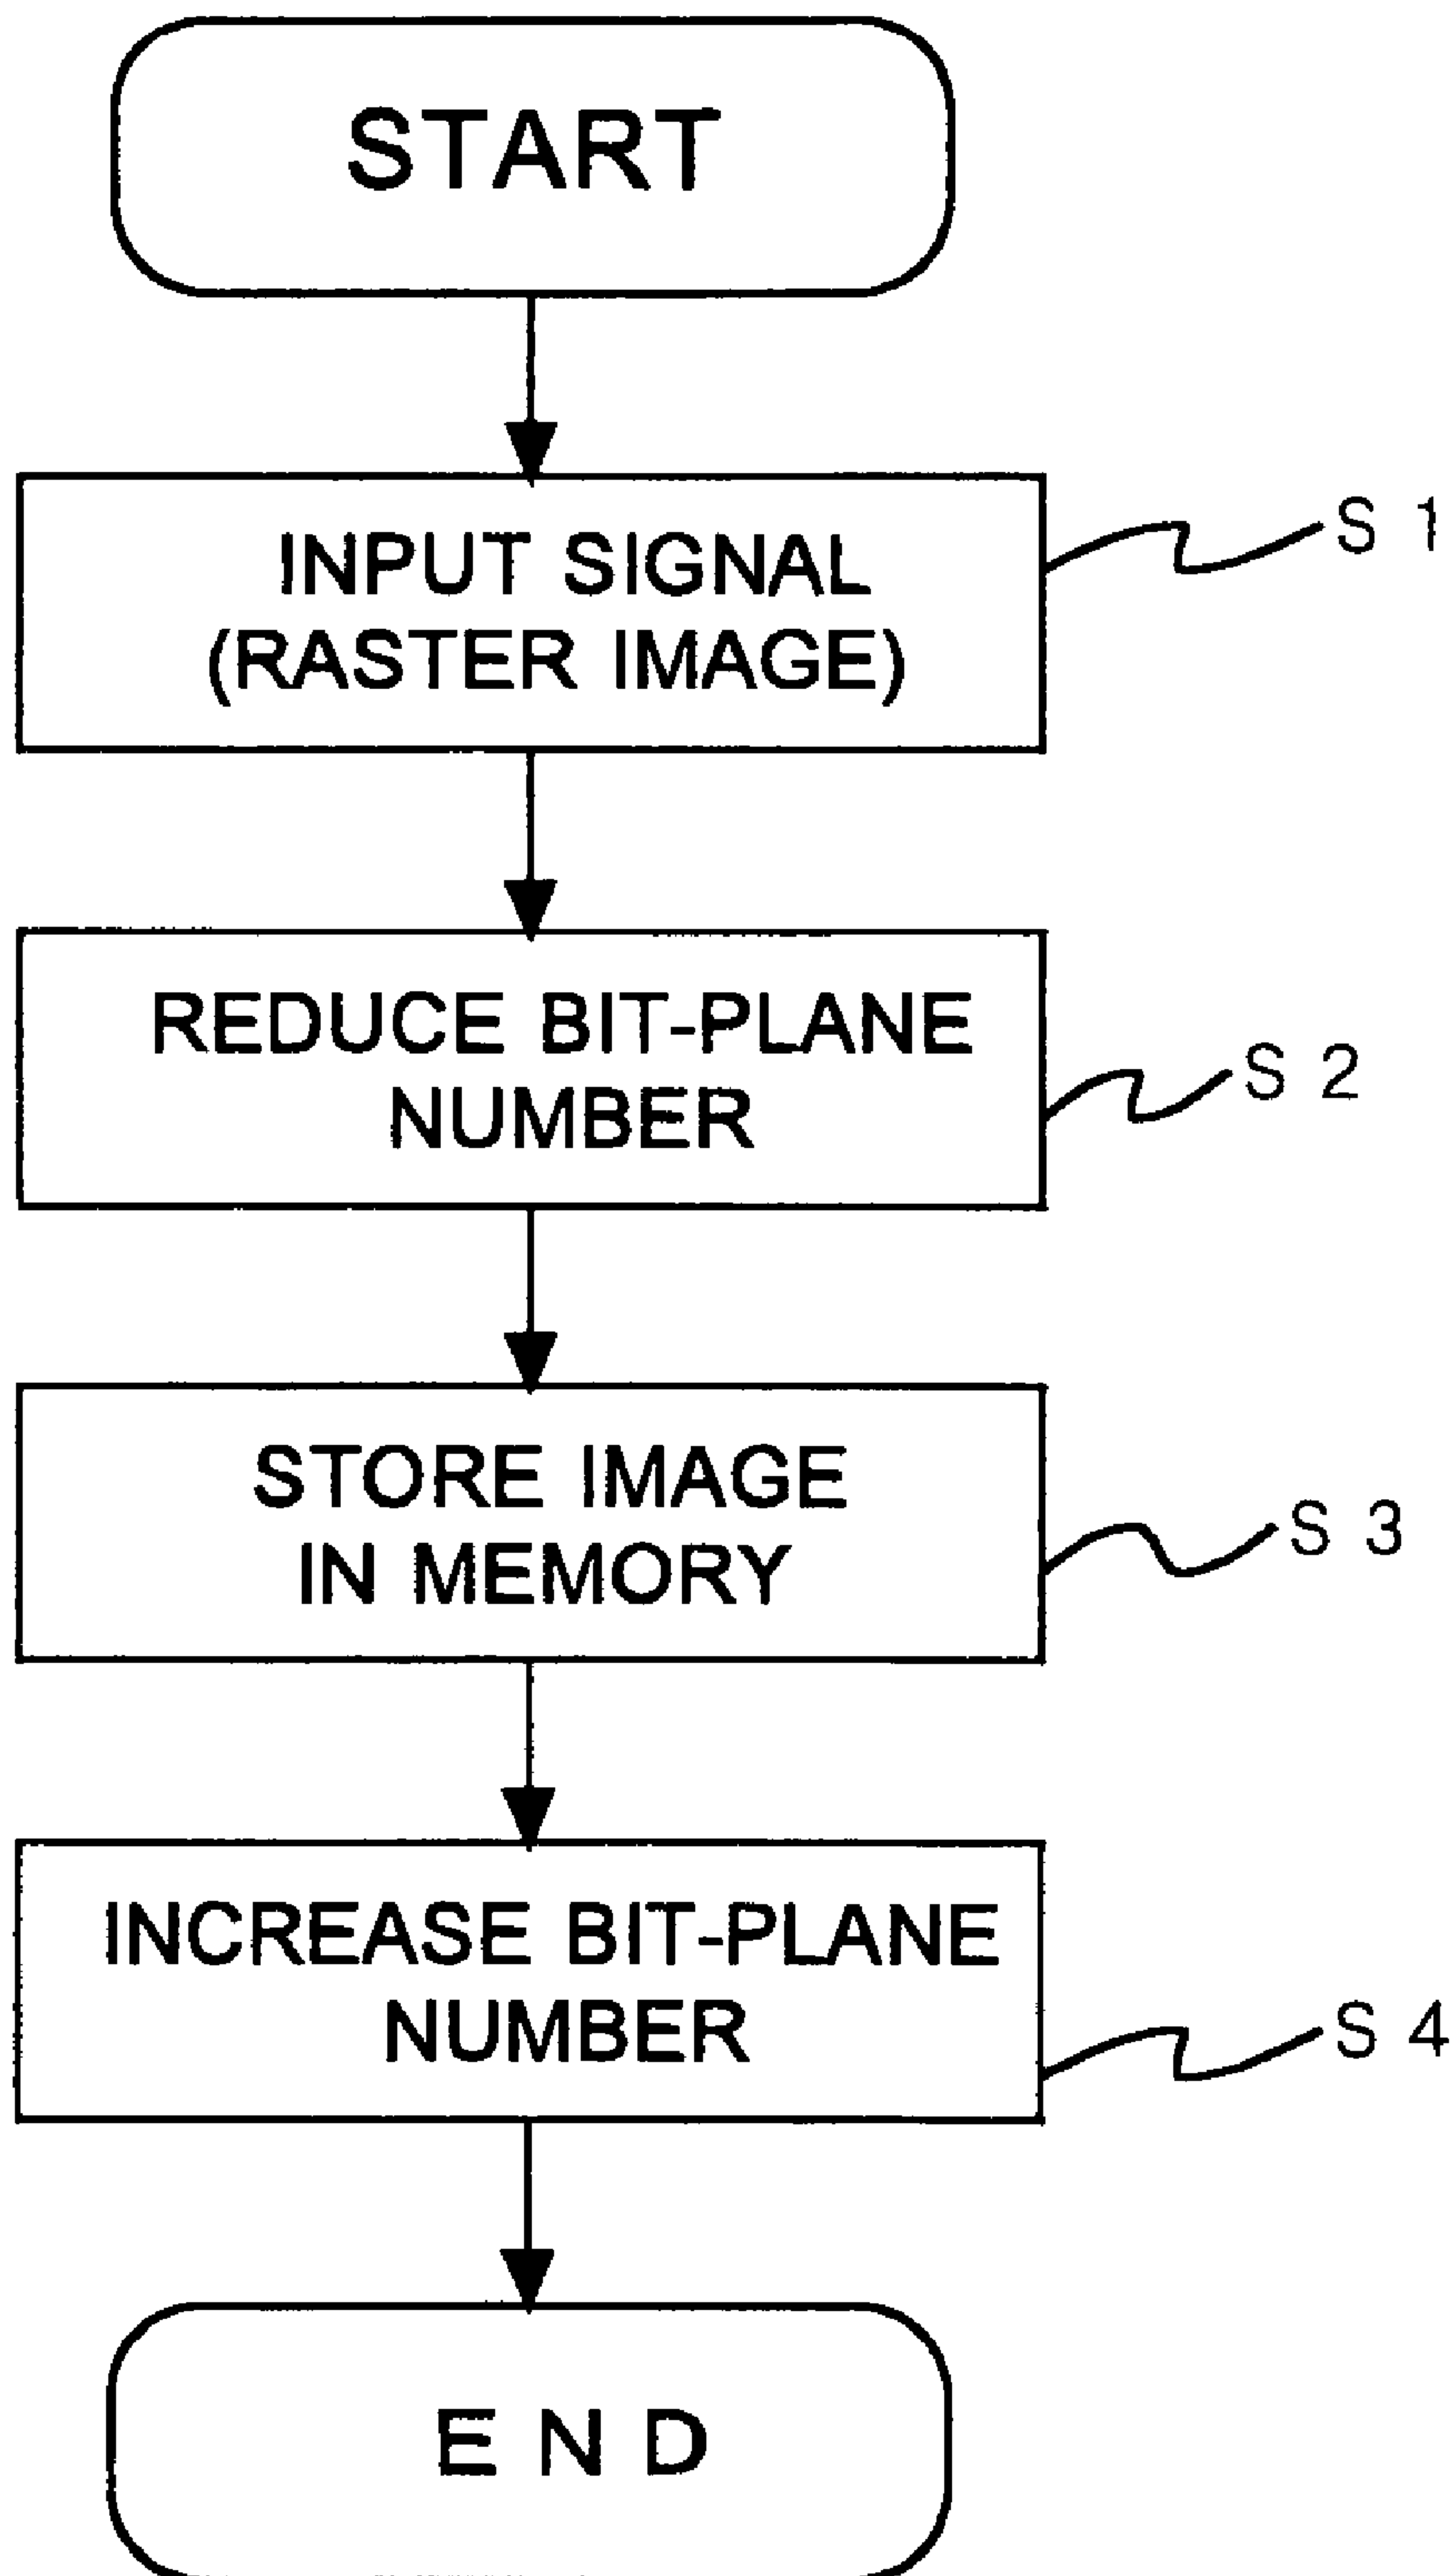 START
INPUT SIGNAL
(RASTER IMAGE)
S 1
REDUCE BIT-PLANE
NUMBER
S 2
STORE IMAGE
IN MEMORY
S 3
INCREASE BIT-PLANE
NUMBER
S 4
E N D